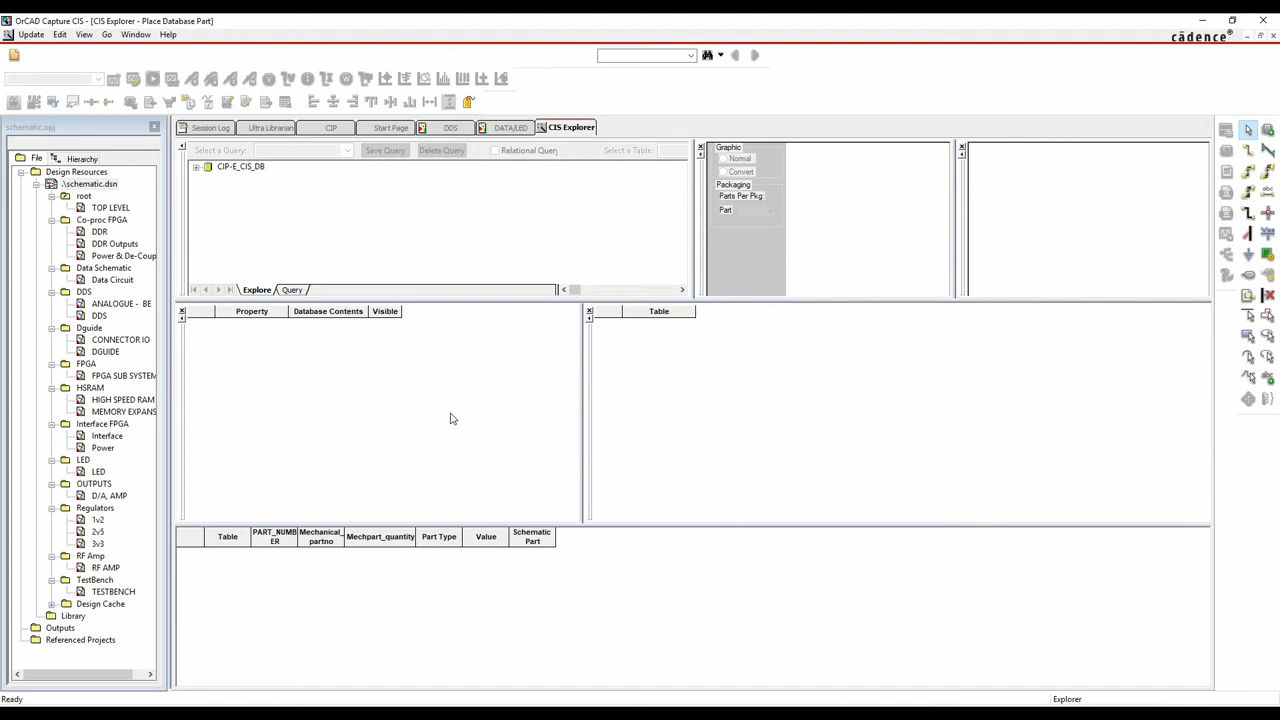 OrCAD Capture CIS - [CIS Explorer - Place Database Part]
Update Edit View Go Window Help
cādence®
schematic.opj
Session Log Ultra Librarian CIP Start Page DDS DATA/LED CIS Explorer
File Hierarchy
Select a Query: Save Query Delete Query Relational Query Select a Table:
Graphic
Normal
Convert
Packaging
Parts Per Pkg:
Part
CIP-E_CIS_DB
Explore Query
Design Resources
.\schematic.dsn
root
TOP LEVEL
Co-proc FPGA
DDR
DDR Outputs
Power & De-Coup
Data Schematic
Data Circuit
DDS
ANALOGUE - BE
DDS
Dguide
CONNECTOR IO
DGUIDE
FPGA
FPGA SUB SYSTEM
HSRAM
HIGH SPEED RAM
MEMORY EXPANS
Interface FPGA
Interface
Power
LED
LED
OUTPUTS
D/A, AMP
Regulators
1v2
2v5
3v3
RF Amp
RF AMP
TestBench
TESTBENCH
Design Cache
Library
Outputs
Referenced Projects
Property Database Contents Visible
Table
Table PART_NUMBER Mechanical_partno Mechpart_quantity Part Type Value Schematic Part
Ready
Explorer